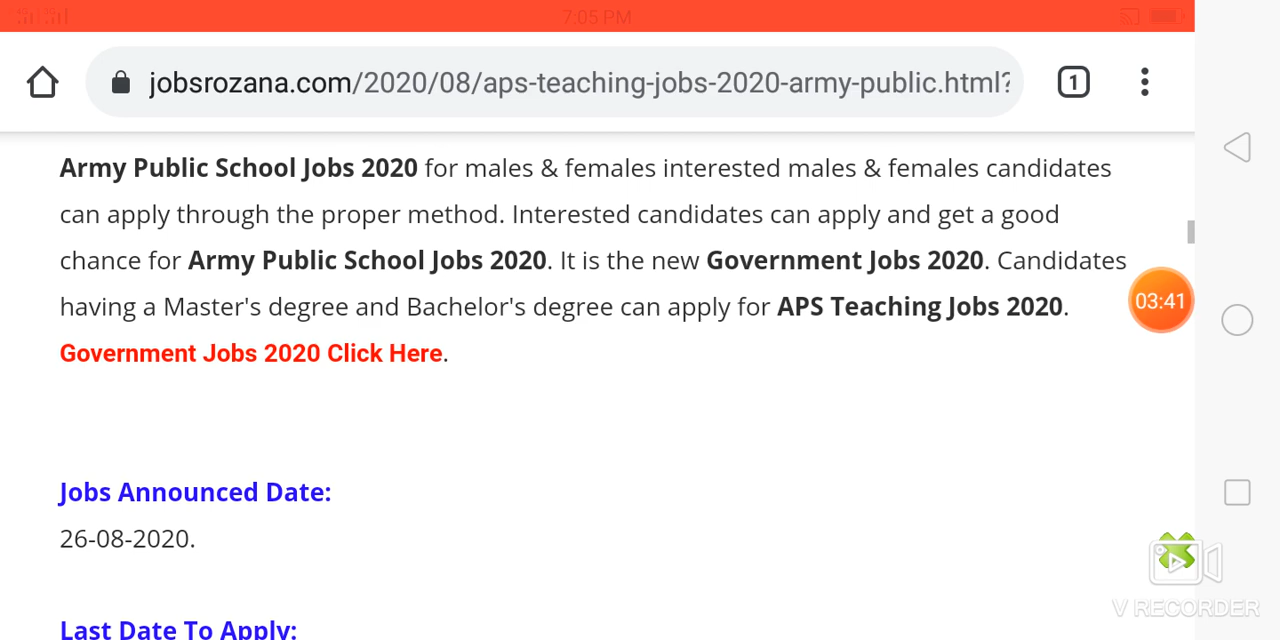 7:05 PM
jobsrozana.com/2020/08/aps-teaching-jobs-2020-army-public.html?
1
Army Public School Jobs 2020 for males & females interested males & females candidates
can apply through the proper method. Interested candidates can apply and get a good
chance for Army Public School Jobs 2020. It is the new Government Jobs 2020. Candidates
having a Master's degree and Bachelor's degree can apply for APS Teaching Jobs 2020.
03:41
Government Jobs 2020 Click Here.
Jobs Announced Date:
26-08-2020.
V RECORDER
Last Date To Apply: